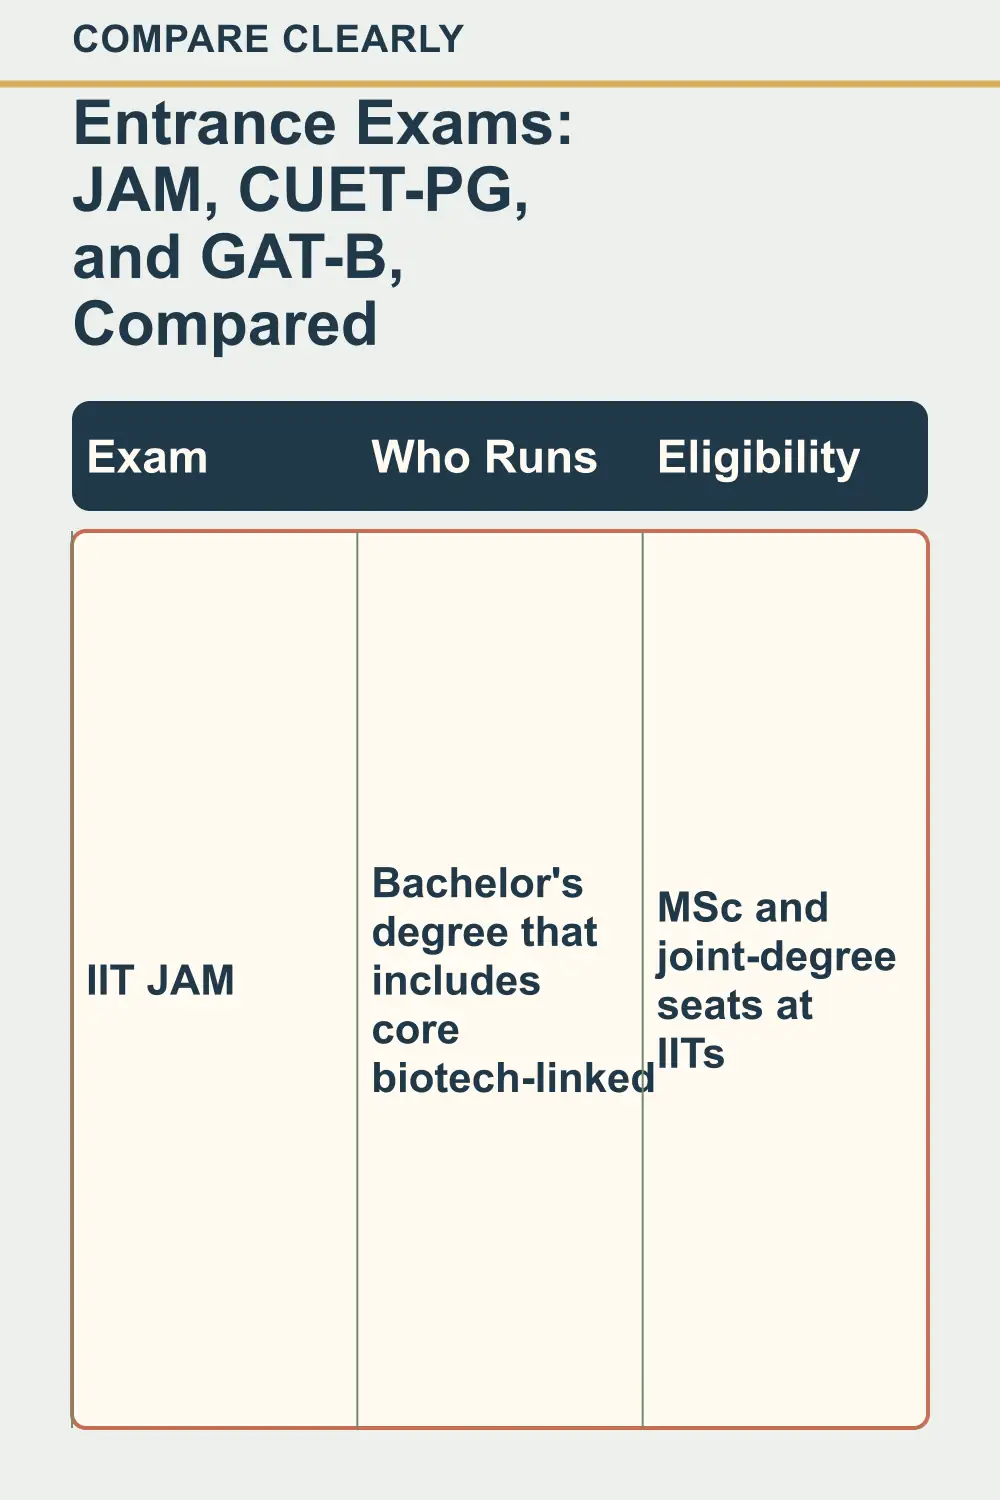 COMPARE CLEARLY
Entrance Exams:
JAM, CUET-PG,
and GAT-B,
Compared
Exam
Who Runs
Eligibility
IIT JAM
Bachelor's
degree that
includes
core
biotech-linked
MSc and
joint-degree
seats at
IITs